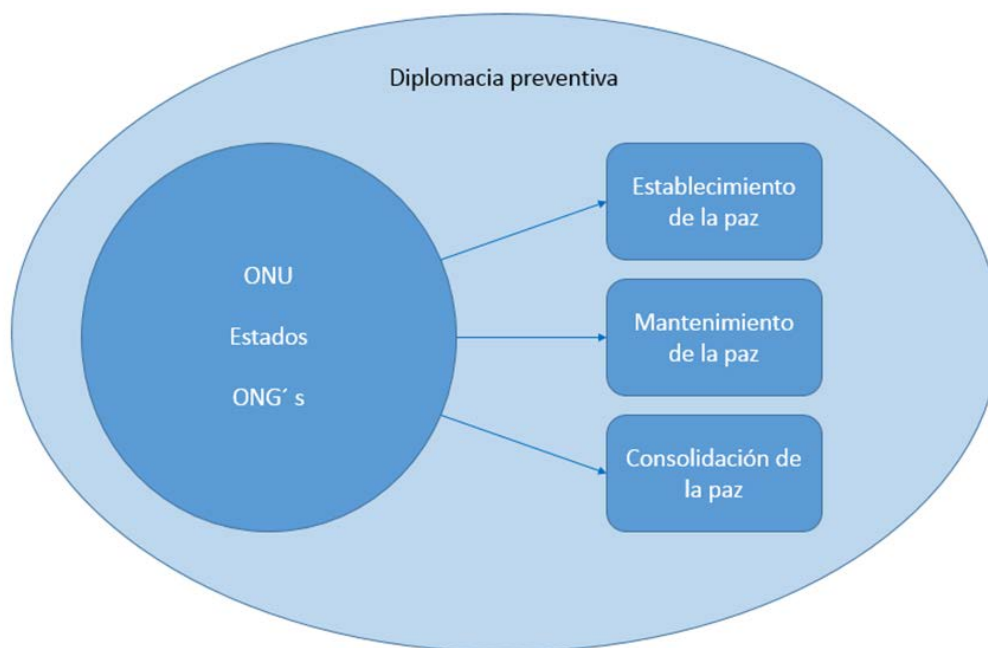 Diplomacia preventiva
ONU
Estados
ONG´ s
Establecimiento
de la paz
Mantenimiento
de la paz
Consolidación de
la paz